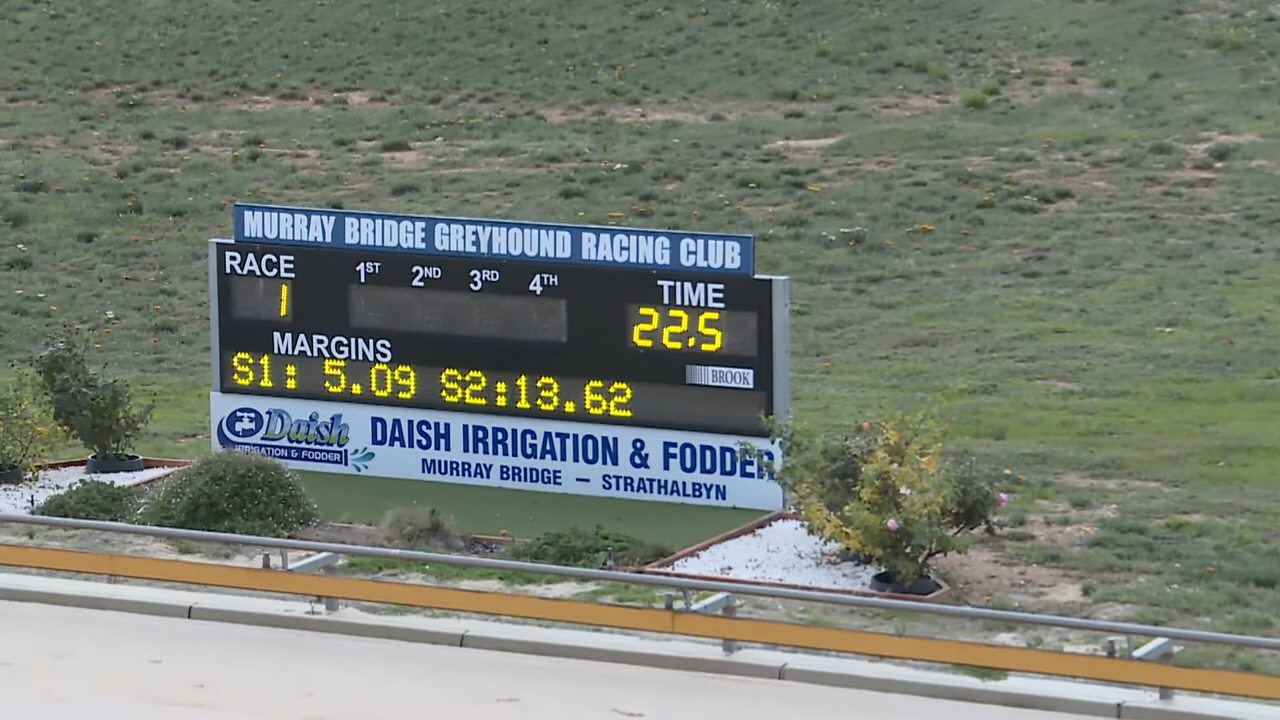 MURRAY BRIDGE GREYHOUND RACING CLUB
RACE 1ST 2ND 3RD 4TH TIME
1 22.5
MARGINS
S1: 5.09 S2:13.62
BROOK
Daish
IRRIGATION & FODDER
DAISH IRRIGATION & FODDER
MURRAY BRIDGE – STRATHALBYN